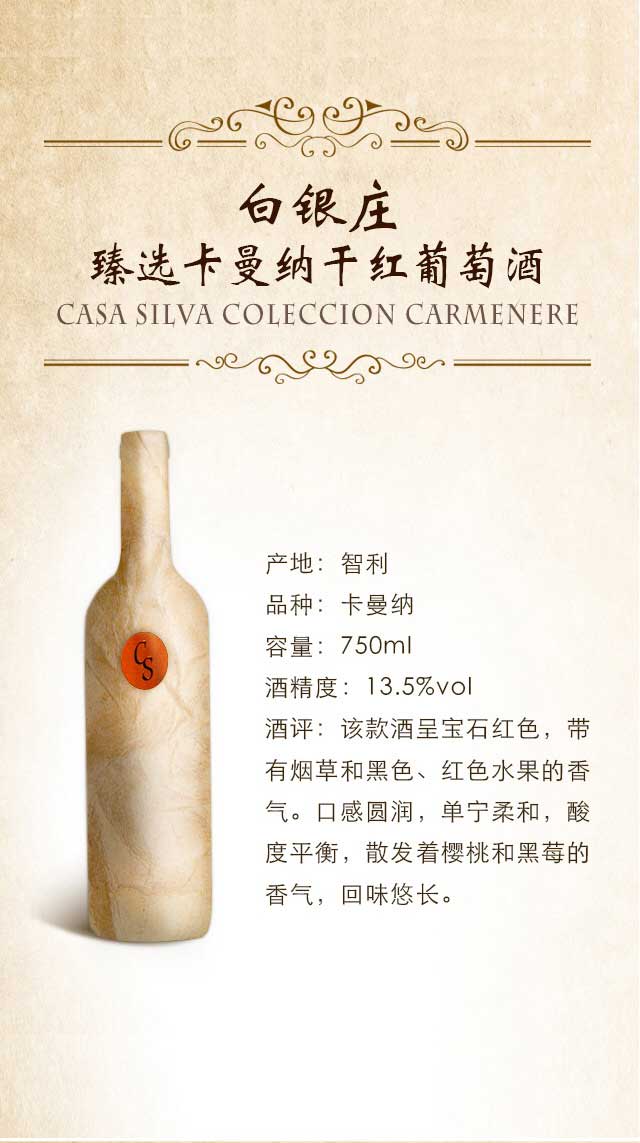 白银庄
臻选卡曼纳干红葡萄酒
CASA SILVA COLECCION CARMENERE
产地：智利
品种：卡曼纳
容量：750ml
酒精度：13.5%vol
酒评：该款酒呈宝石红色，带
有烟草和黑色、红色水果的香
气。口感圆润，单宁柔和，酸
度平衡，散发着樱桃和黑莓的
香气，回味悠长。
CS